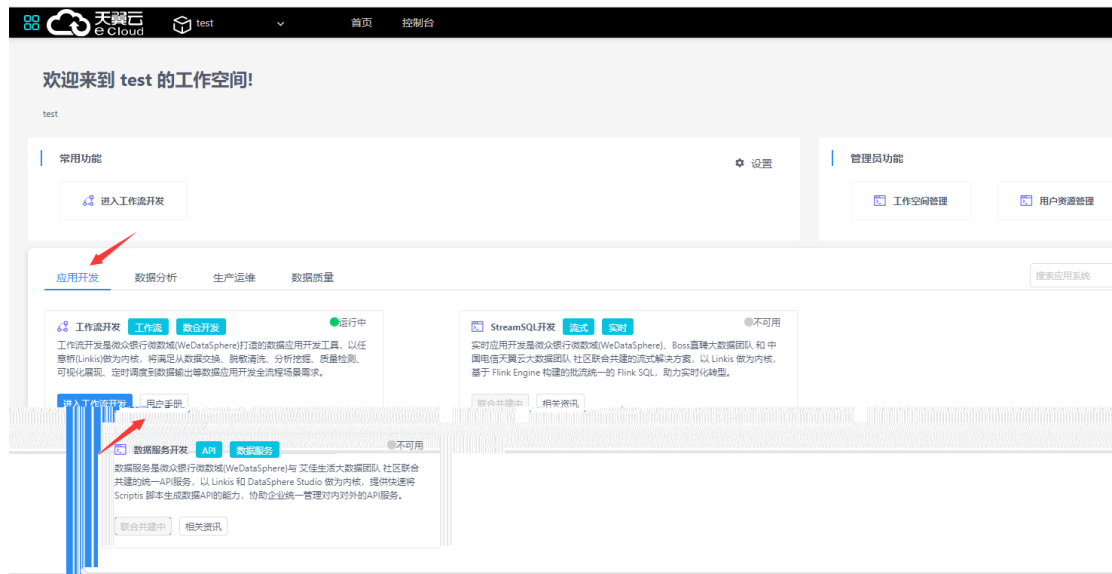 天翼云
e Cloud
test
首页
控制台
欢迎来到 test 的工作空间!
test
常用功能
设置
进入工作流开发
管理员功能
工作空间管理
用户资源管理
应用开发
数据分析
生产运维
数据质量
搜索应用系统
工作流开发 工作流 数仓开发
运行中
工作流开发是微众银行微数域(WeDataSphere)打造的数据应用开发工具，以任
意桥(Linkis)做为内核，将满足从数据交换、脱敏清洗、分析挖掘、质量检测、
可视化展现、定时调度到数据输出等数据应用开发全流程场景需求。
进入工作流开发 用户手册
StreamSQL开发 流式 实时
不可用
实时应用开发是微众银行微数域(WeDataSphere)、Boss直聘大数据团队 和 中
国电信天翼云大数据团队 社区联合共建的流式解决方案，以 Linkis 做为内核，
基于 Flink Engine 构建的批流统一的 Flink SQL，助力实时化转型。
联合共建中 相关资讯
数据服务开发 API 数据服务
不可用
数据服务是微众银行微数域(WeDataSphere)与 艾佳生活大数据团队 社区联合
共建的统一API服务，以 Linkis 和 DataSphere Studio 做为内核，提供快速将
Scriptis 脚本生成数据API的能力，协助企业统一管理对内对外的API服务。
联合共建中 相关资讯